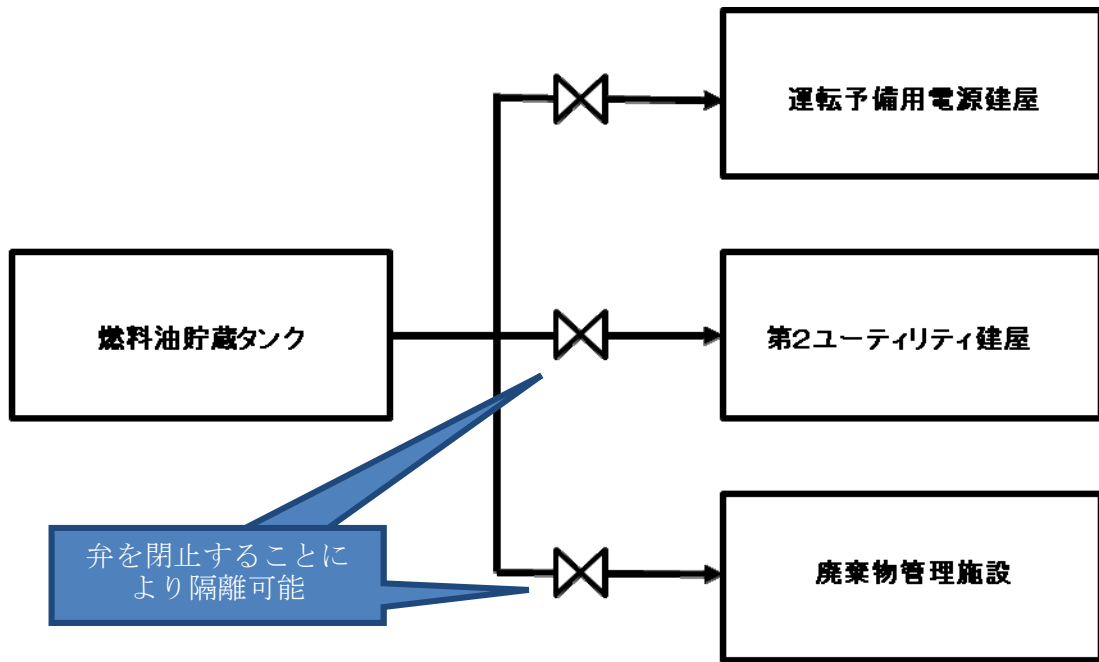 運転予備用電源建屋
燃料油貯蔵タンク
第2ユーティリティ建屋
弁を閉止することに
より隔離可能
廃棄物管理施設